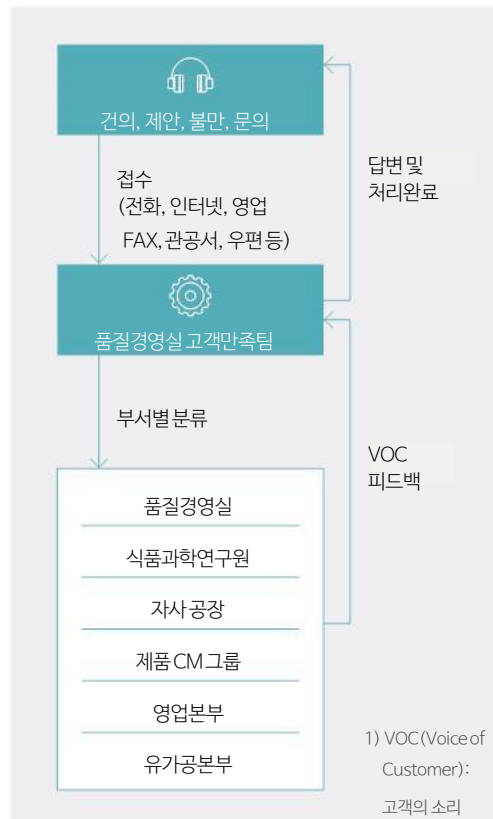 건의, 제안, 불만, 문의
접수
(전화, 인터넷, 영업
FAX, 관공서, 우편 등)
답변 및
처리완료
품질경영실 고객만족팀
부서별 분류
VOC
피드백
품질경영실
식품과학연구원
자사 공장
제품 CM 그룹
영업본부
유가공본부
1) VOC (Voice of
Customer):
고객의 소리